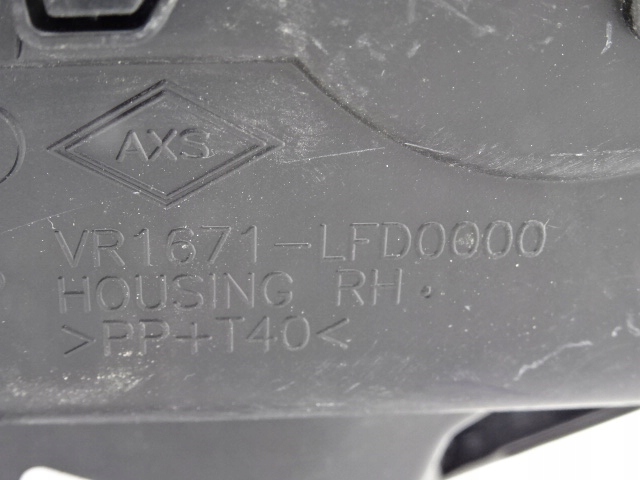 AXS
VR1671-LFD0000
HOUSING RH.
>PP+T40<